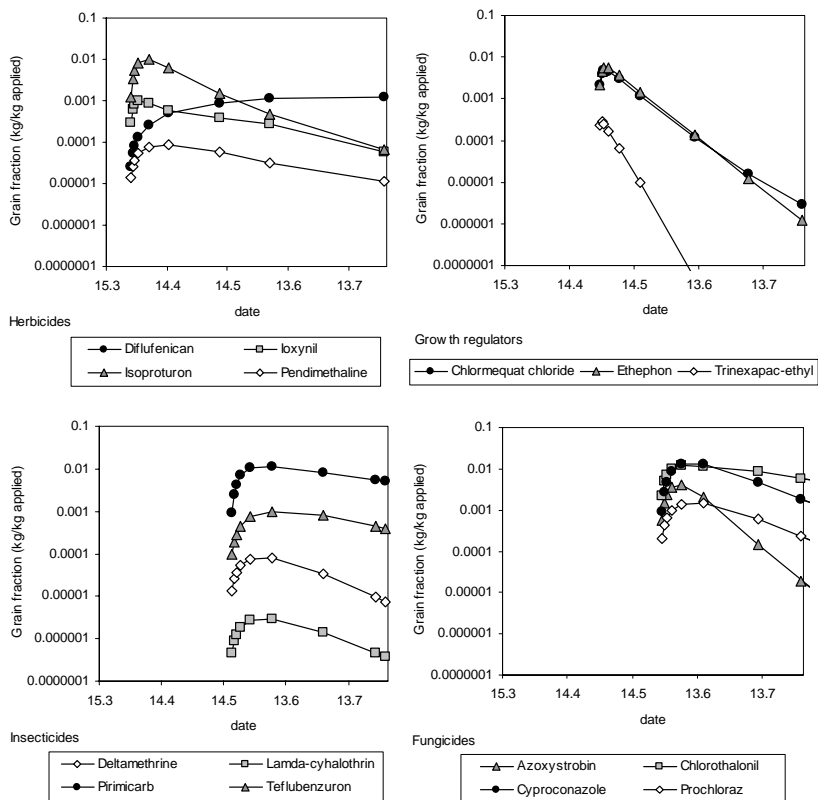 0.1
0.01
0.001
0.0001
0.00001
0.000001
0.0000001
Grain fraction (kg/kg applied)
15.3 14.4 14.5 13.6 13.7
date
Herbicides
Diflufenican Ioxynil
Isoproturon Pendimethaline
0.1
0.01
0.001
0.0001
0.00001
0.000001
0.0000001
Grain fraction (kg/kg applied)
15.3 14.4 14.5 13.6 13.7
date
Growth regulators
Chlormequat chloride Ethephon Trinexapac-ethyl
0.1
0.01
0.001
0.0001
0.00001
0.000001
0.0000001
Grain fraction (kg/kg applied)
15.3 14.4 14.5 13.6 13.7
date
Insecticides
Deltamethrine Lamda-cyhalothrin
Pirimicarb Teflubenzuron
0.1
0.01
0.001
0.0001
0.00001
0.000001
0.0000001
Grain fraction (kg/kg applied)
15.3 14.4 14.5 13.6 13.7
date
Fungicides
Azoxystrobin Chlorothalonil
Cyproconazole Prochloraz